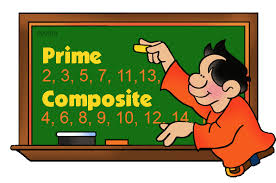 Prime
2, 3, 5, 7, 11,13,
Composite
4, 6, 8, 9, 10, 12, 14